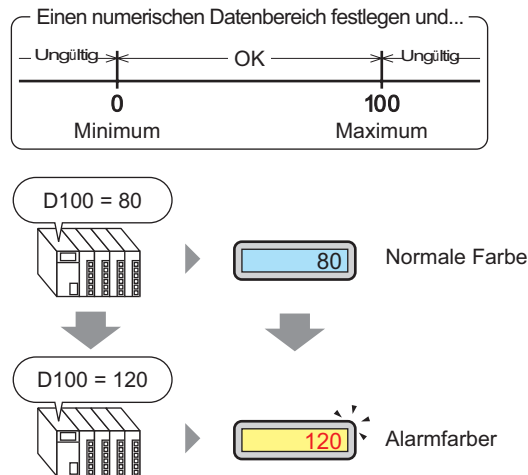 Einen numerischen Datenbereich festlegen und...
Ungültig OK Ungültig
0 100
Minimum Maximum
D100 = 80
80 Normale Farbe
D100 = 120
120 Alarmfarber